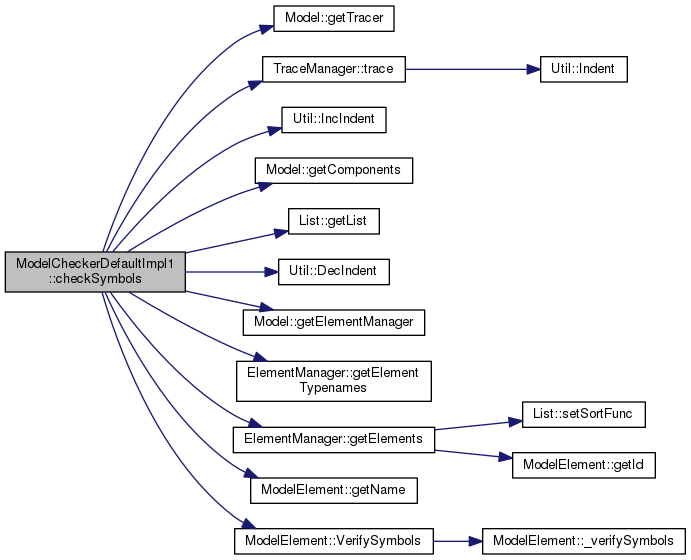 Model::getTracer
TraceManager::trace
Util::Indent
Util::IncIndent
Model::getComponents
List::getList
ModelCheckerDefaultImpl1
::checkSymbols
Util::DecIndent
Model::getElementManager
ElementManager::getElement
Typenames
List::setSortFunc
ElementManager::getElements
ModelElement::getId
ModelElement::getName
ModelElement::VerifySymbols
ModelElement::_verifySymbols